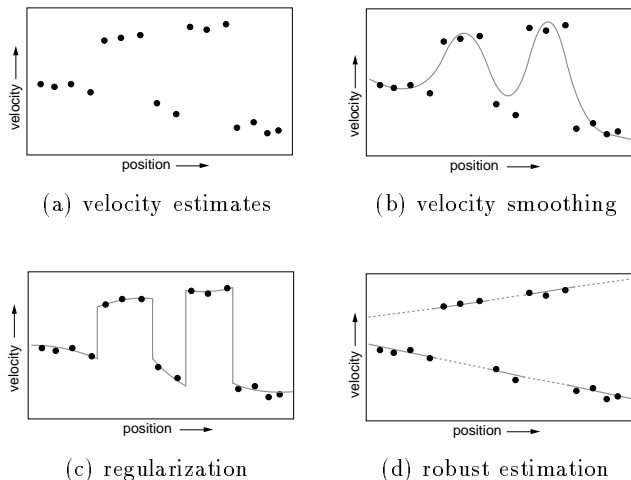 velocity
position
(a) velocity estimates
velocity
position
(b) velocity smoothing
velocity
position
(c) regularization
velocity
position
(d) robust estimation